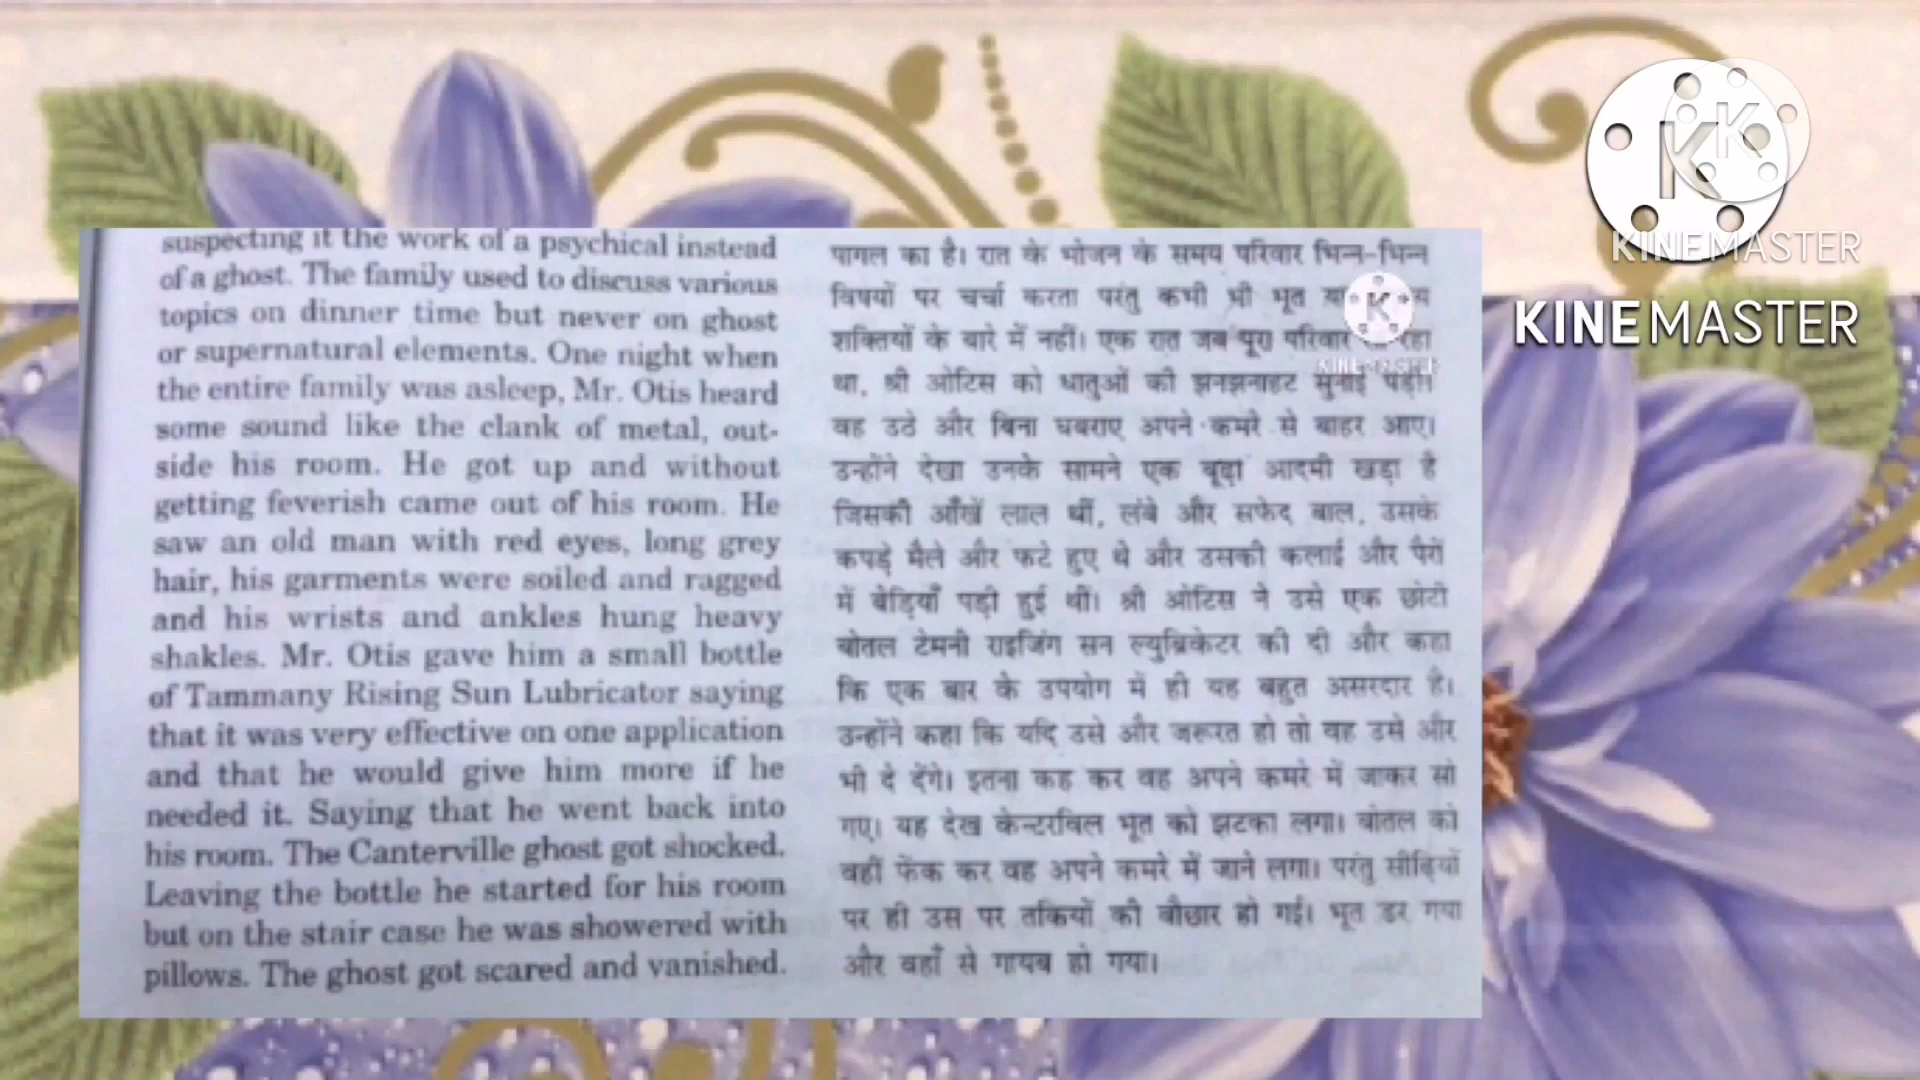 suspecting it the work of a psychical instead
of a ghost. The family used to discuss various
topics on dinner time but never on ghost
or supernatural elements. One night when
the entire family was asleep, Mr. Otis heard
some sound like the clank of metal, out-
side his room. He got up and without
getting feverish came out of his room. He
saw an old man with red eyes, long grey
hair, his garments were soiled and ragged
and his wrists and ankles hung heavy
shakles. Mr. Otis gave him a small bottle
of Tammany Rising Sun Lubricator saying
that it was very effective on one application
and that he would give him more if he
needed it. Saying that he went back into
his room. The Canterville ghost got shocked.
Leaving the bottle he started for his room
but on the stair case he was showered with
pillows. The ghost got scared and vanished.
पागल का है। रात के भोजन के समय परिवार भिन्न-भिन्न
विषयों पर चर्चा करता परंतु कभी भी भूत
शक्तियों के बारे में नहीं। एक रात जब पूरा परिवार रहा
था, श्री ओटिस को धातुओं की झनझनाहट सुनाई पड़ी।
वह उठे और बिना घबराए अपने कमरे से बाहर आए।
उन्होंने देखा उनके सामने एक बूढ़ा आदमी खड़ा है
जिसकी आँखें लाल थीं, लंबे और सफेद बाल, उसके
कपड़े मैले और फटे हुए थे और उसकी कलाई और पैरों
में बेड़ियाँ पड़ी हुई थीं। श्री ओटिस ने उसे एक छोटी
बोतल टेमनी राइजिंग सन ल्युब्रिकेटर की दी और कहा
कि एक बार के उपयोग में ही यह बहुत असरदार है।
उन्होंने कहा कि यदि उसे और जरूरत हो तो वह उसे और
भी दे देंगे। इतना कह कर वह अपने कमरे में जाकर सो
गए। यह देख केन्टरविल भूत को झटका लगा। बोतल को
वहीं फेंक कर वह अपने कमरे में जाने लगा। परंतु सीढ़ियों
पर ही उस पर तकियों की बौछार हो गई। भूत डर गया
और वहाँ से गायब हो गया।
K
KINEMASTER
K
K
KINEMASTER
KINEMASTER